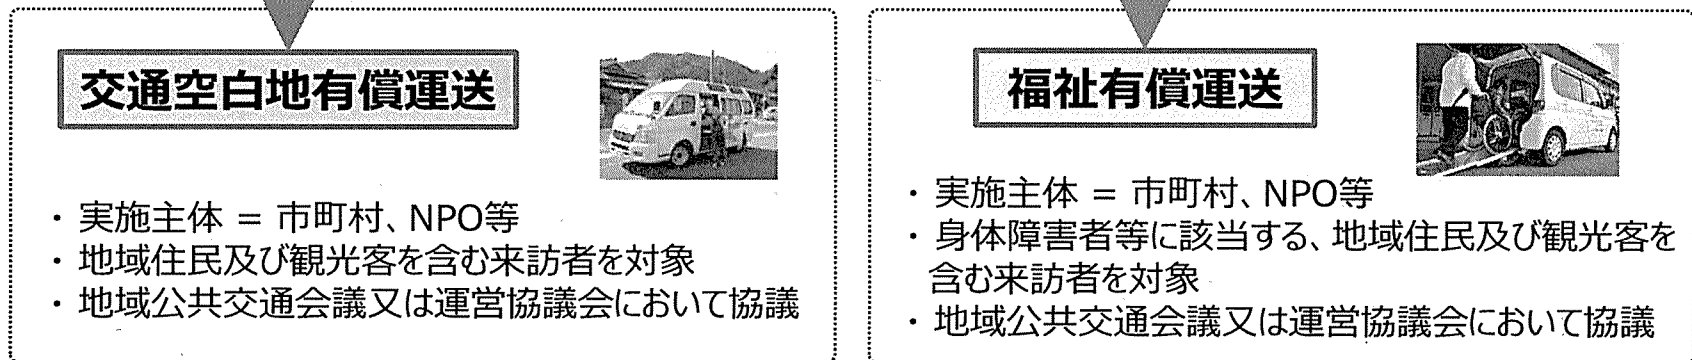 交通空白地有償運送
・ 実施主体 = 市町村、NPO等
・ 地域住民及び観光客を含む来訪者を対象
・ 地域公共交通会議又は運営協議会において協議
福祉有償運送
・ 実施主体 = 市町村、NPO等
・ 身体障害者等に該当する、地域住民及び観光客を
含む来訪者を対象
・ 地域公共交通会議又は運営協議会において協議